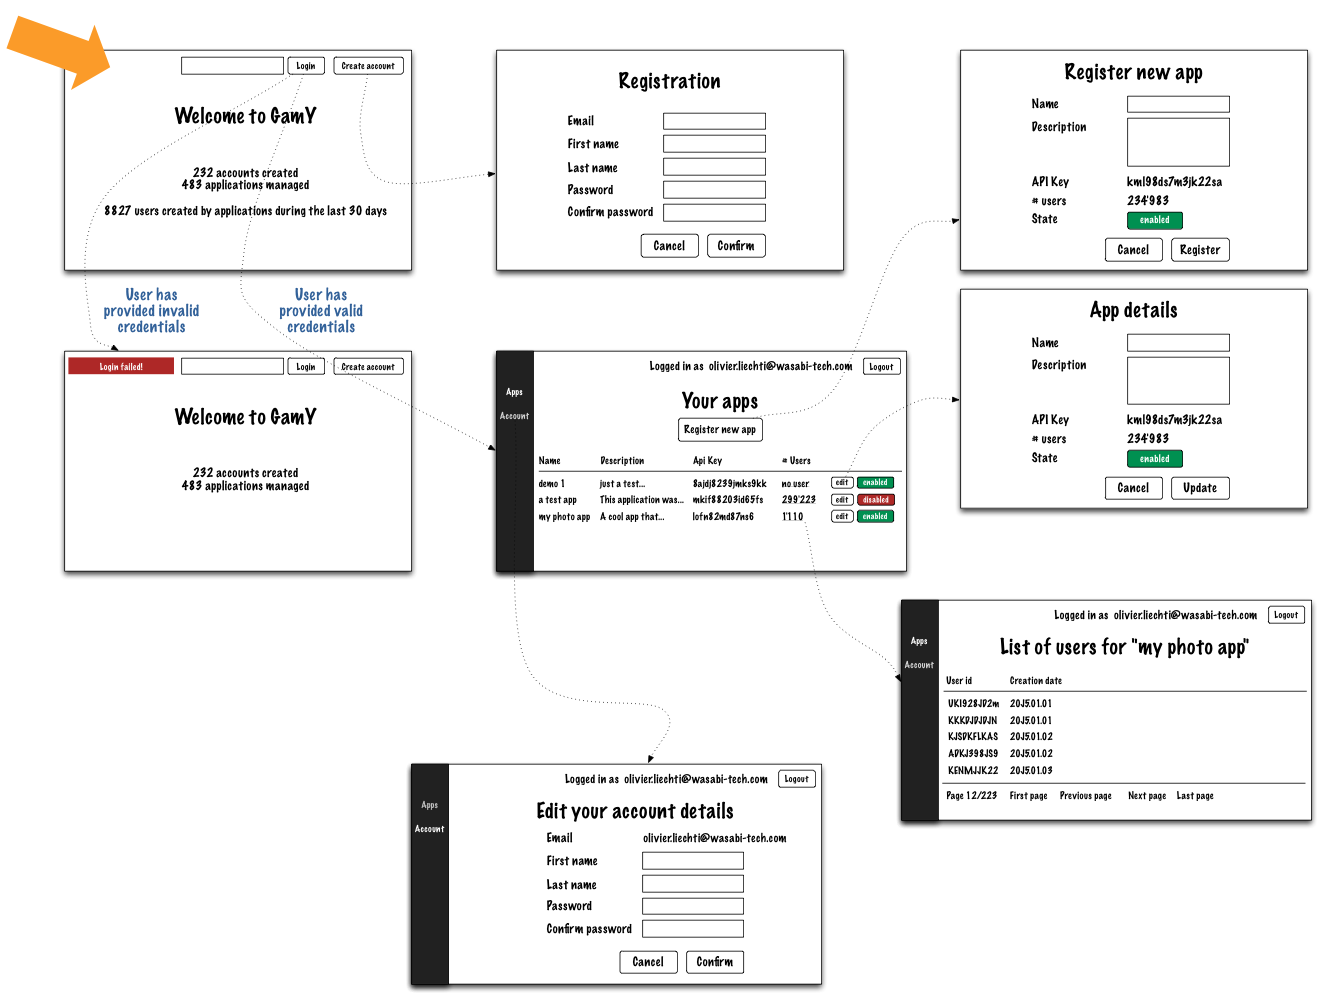 Login
Create account
Welcome to GamY
232 accounts created
483 applications managed
8827 users created by applications during the last 30 days
Registration
Email
First name
Last name
Password
Confirm password
Cancel
Confirm
Register new app
Name
Description
API Key kml98ds7m3jk22sa
# users 234'983
State enabled
Cancel
Register
User has
provided invalid
credentials
User has
provided valid
credentials
App details
Name
Description
API Key kml98ds7m3jk22sa
# users 234'983
State enabled
Cancel
Update
Login failed!
Login
Create account
Welcome to GamY
232 accounts created
483 applications managed
Apps
Account
Logged in as olivier.liechti@wasabi-tech.com
Logout
Your apps
Register new app
Name Description Api Key # Users
demo 1 just a test... 8ajdj8239jmks9kk no user edit enabled
a test app This application was... mkif88203id65fs 299'223 edit disabled
my photo app A cool app that... lofn82md87ns6 1'110 edit enabled
Apps
Account
Logged in as olivier.liechti@wasabi-tech.com
Logout
List of users for "my photo app"
User id Creation date
UKI928JD2m 2015.01.01
KKKDJDJDJN 2015.01.01
KJSDKFLKAS 2015.01.02
ADKJ398JS9 2015.01.02
KENMJJK22 2015.01.03
Page 12/223 First page Previous page Next page Last page
Apps
Account
Logged in as olivier.liechti@wasabi-tech.com
Logout
Edit your account details
Email olivier.liechti@wasabi-tech.com
First name
Last name
Password
Confirm password
Cancel
Confirm